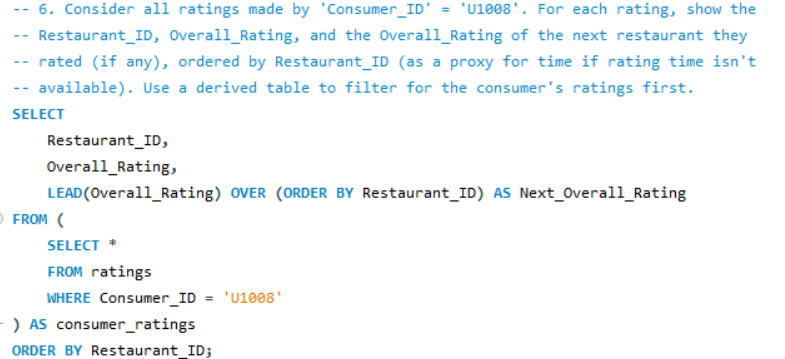 -- 6. Consider all ratings made by 'Consumer_ID' = 'U1008'. For each rating, show the
-- Restaurant_ID, Overall_Rating, and the Overall_Rating of the next restaurant they
-- rated (if any), ordered by Restaurant_ID (as a proxy for time if rating time isn't
-- available). Use a derived table to filter for the consumer's ratings first.
SELECT
    Restaurant_ID,
    Overall_Rating,
    LEAD(Overall_Rating) OVER (ORDER BY Restaurant_ID) AS Next_Overall_Rating
FROM (
    SELECT *
    FROM ratings
    WHERE Consumer_ID = 'U1008'
) AS consumer_ratings
ORDER BY Restaurant_ID;